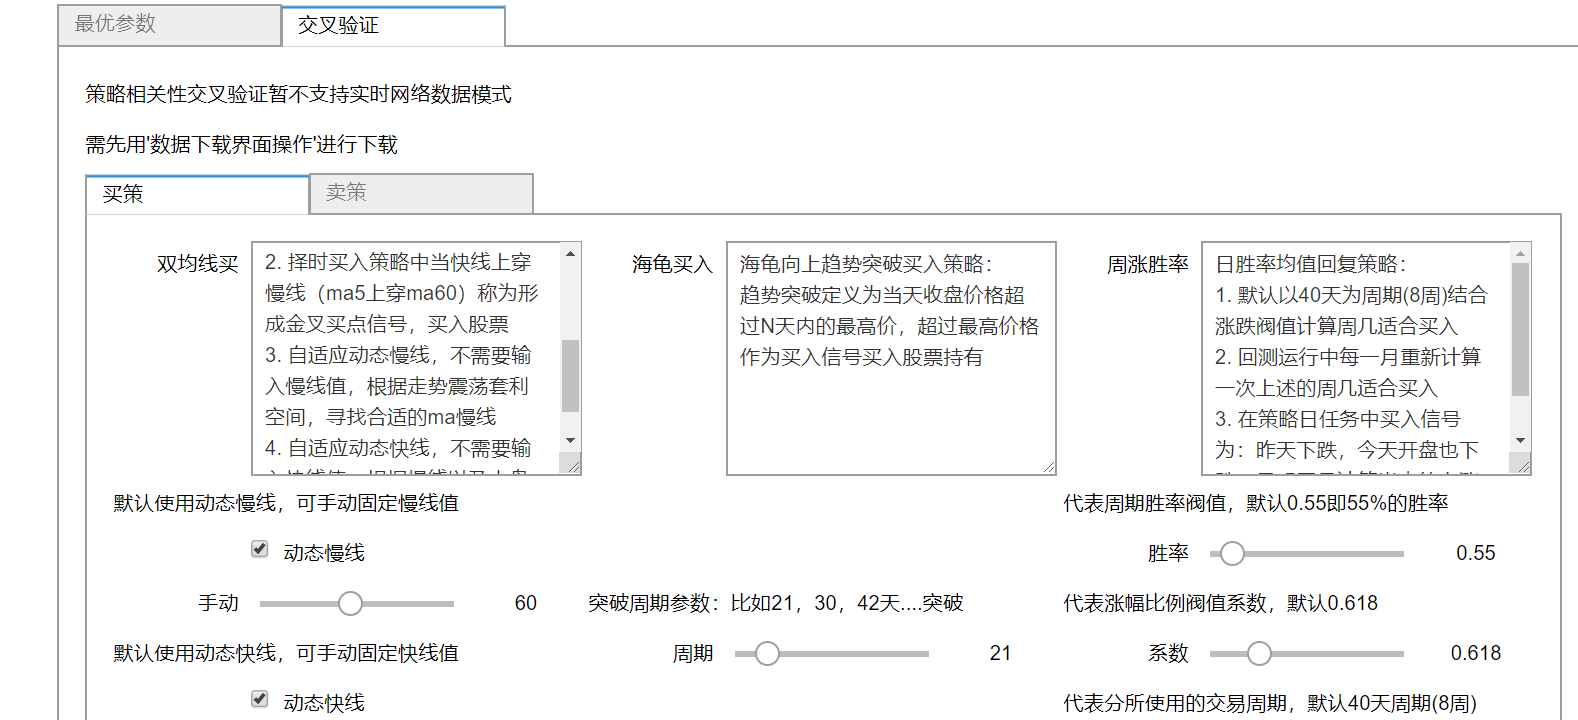 最优参数
交叉验证
策略相关性交叉验证暂不支持实时网络数据模式
需先用'数据下载界面操作'进行下载
买策
卖策
双均线买
2. 择时买入策略中当快线上穿
慢线（ma5上穿ma60）称为形
成金叉买点信号，买入股票
3. 自适应动态慢线，不需要输
入慢线值，根据走势震荡套利
空间，寻找合适的ma慢线
4. 自适应动态快线，不需要输
默认使用动态慢线，可手动固定慢线值
动态慢线
手动
60
默认使用动态快线，可手动固定快线值
动态快线
海龟买入
海龟向上趋势突破买入策略：
趋势突破定义为当天收盘价格超
过N天内的最高价，超过最高价格
作为买入信号买入股票持有
突破周期参数：比如21，30，42天....突破
周期
21
周涨胜率
日胜率均值回复策略：
1. 默认以40天为周期(8周)结合
涨跌阀值计算周几适合买入
2. 回测运行中每一月重新计算
一次上述的周几适合买入
3. 在策略日任务中买入信号
为：昨天下跌，今天开盘也下
代表周期胜率阀值，默认0.55即55%的胜率
胜率
0.55
代表涨幅比例阀值系数，默认0.618
系数
0.618
代表分所使用的交易周期，默认40天周期(8周)